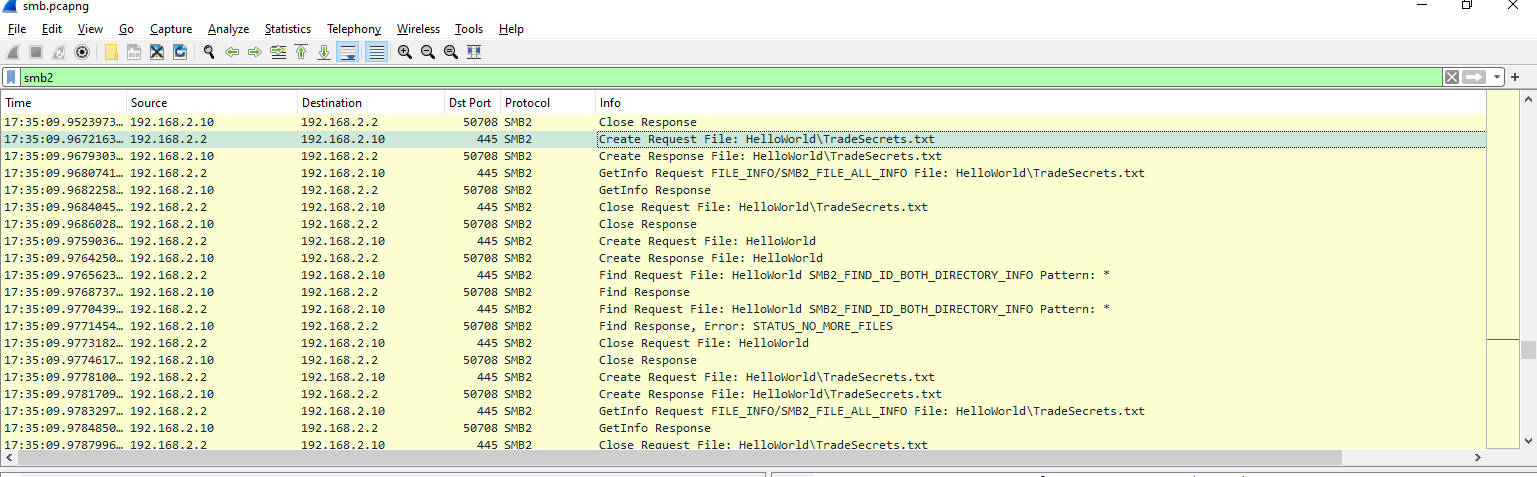 smb.pcapng
File Edit View Go Capture Analyze Statistics Telephony Wireless Tools Help
smb2
Time Source Destination Dst Port Protocol Info
17:35:09.9523973… 192.168.2.10 192.168.2.2 50708 SMB2 Close Response
17:35:09.9672163… 192.168.2.2 192.168.2.10 445 SMB2 Create Request File: HelloWorld\TradeSecrets.txt
17:35:09.9679303… 192.168.2.10 192.168.2.2 50708 SMB2 Create Response File: HelloWorld\TradeSecrets.txt
17:35:09.9680741… 192.168.2.2 192.168.2.10 445 SMB2 GetInfo Request FILE_INFO/SMB2_FILE_ALL_INFO File: HelloWorld\TradeSecrets.txt
17:35:09.9682258… 192.168.2.10 192.168.2.2 50708 SMB2 GetInfo Response
17:35:09.9684045… 192.168.2.2 192.168.2.10 445 SMB2 Close Request File: HelloWorld\TradeSecrets.txt
17:35:09.9686028… 192.168.2.10 192.168.2.2 50708 SMB2 Close Response
17:35:09.9759036… 192.168.2.2 192.168.2.10 445 SMB2 Create Request File: HelloWorld
17:35:09.9764250… 192.168.2.10 192.168.2.2 50708 SMB2 Create Response File: HelloWorld
17:35:09.9765623… 192.168.2.2 192.168.2.10 445 SMB2 Find Request File: HelloWorld SMB2_FIND_ID_BOTH_DIRECTORY_INFO Pattern: *
17:35:09.9768737… 192.168.2.10 192.168.2.2 50708 SMB2 Find Response
17:35:09.9770439… 192.168.2.2 192.168.2.10 445 SMB2 Find Request File: HelloWorld SMB2_FIND_ID_BOTH_DIRECTORY_INFO Pattern: *
17:35:09.9771454… 192.168.2.10 192.168.2.2 50708 SMB2 Find Response, Error: STATUS_NO_MORE_FILES
17:35:09.9773182… 192.168.2.2 192.168.2.10 445 SMB2 Close Request File: HelloWorld
17:35:09.9774617… 192.168.2.10 192.168.2.2 50708 SMB2 Close Response
17:35:09.9778100… 192.168.2.2 192.168.2.10 445 SMB2 Create Request File: HelloWorld\TradeSecrets.txt
17:35:09.9781709… 192.168.2.10 192.168.2.2 50708 SMB2 Create Response File: HelloWorld\TradeSecrets.txt
17:35:09.9783297… 192.168.2.2 192.168.2.10 445 SMB2 GetInfo Request FILE_INFO/SMB2_FILE_ALL_INFO File: HelloWorld\TradeSecrets.txt
17:35:09.9784850… 192.168.2.10 192.168.2.2 50708 SMB2 GetInfo Response
17:35:09.9787996… 192.168.2.2 192.168.2.10 445 SMB2 Close Request File: HelloWorld\TradeSecrets.txt